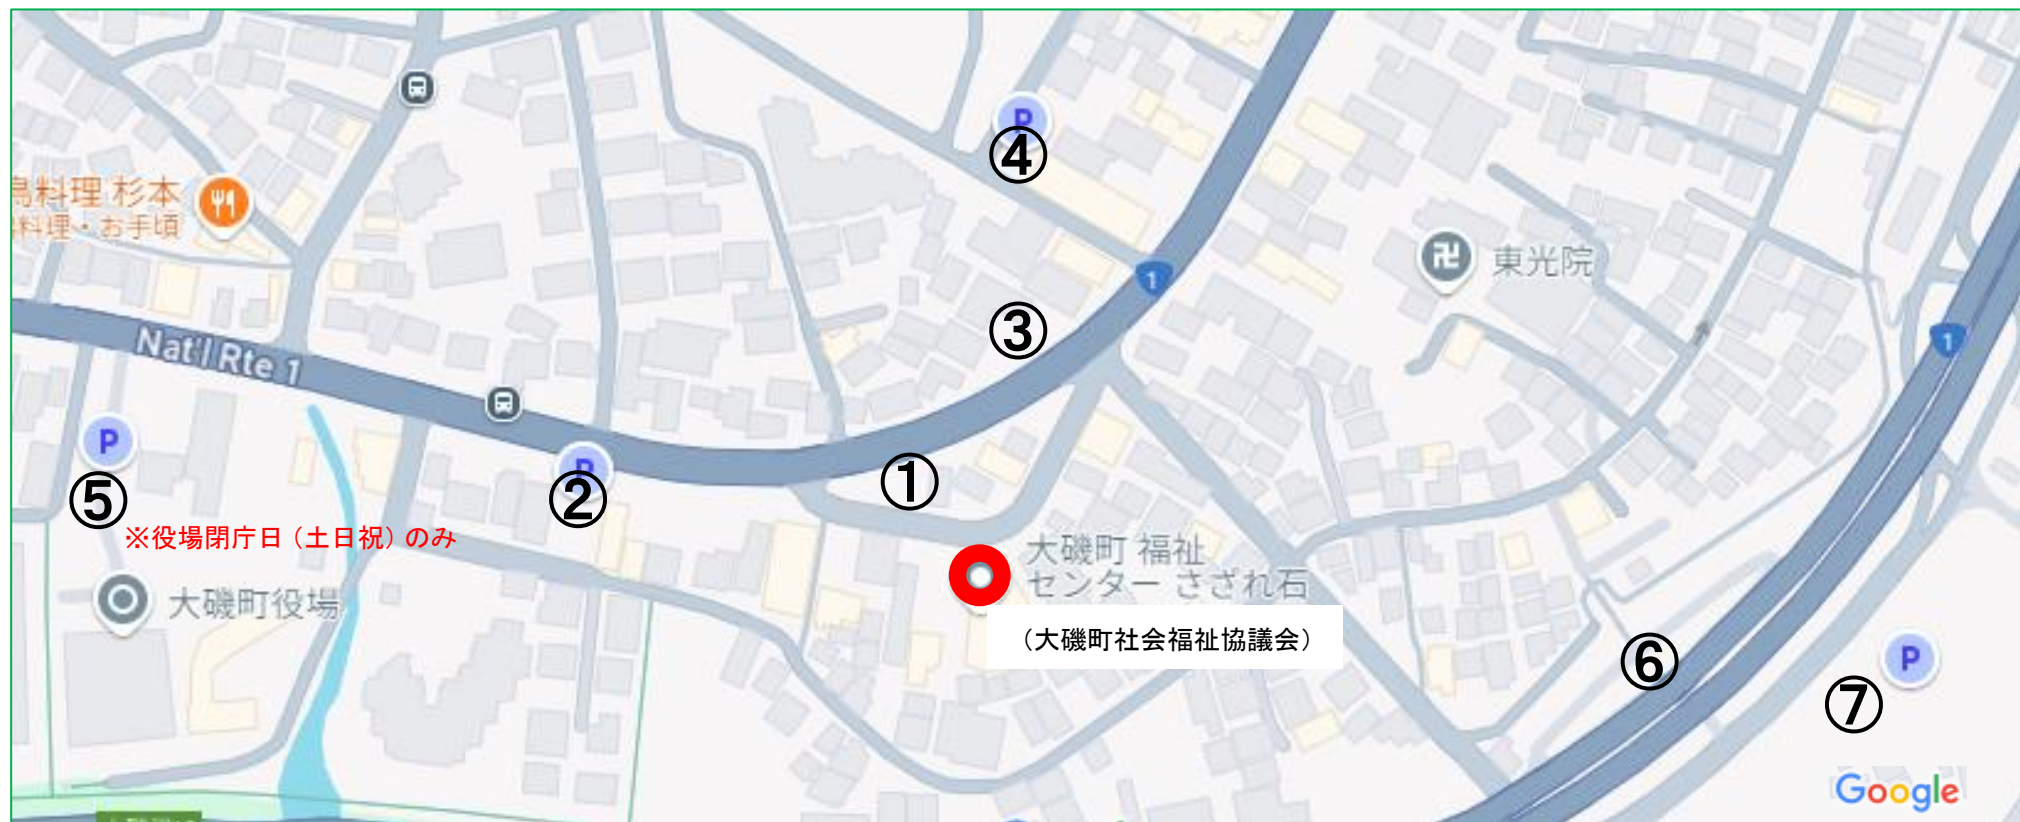 P
④
鳥料理 杉本
料理・お手頃
1
卍 東光院
③
Nat'l Rte 1
1
P
P
⑤
②
①
※役場閉庁日（土日祝）のみ
大磯町 福祉
センター さざれ石
大磯町役場
（大磯町社会福祉協議会）
⑥
P
⑦
Google